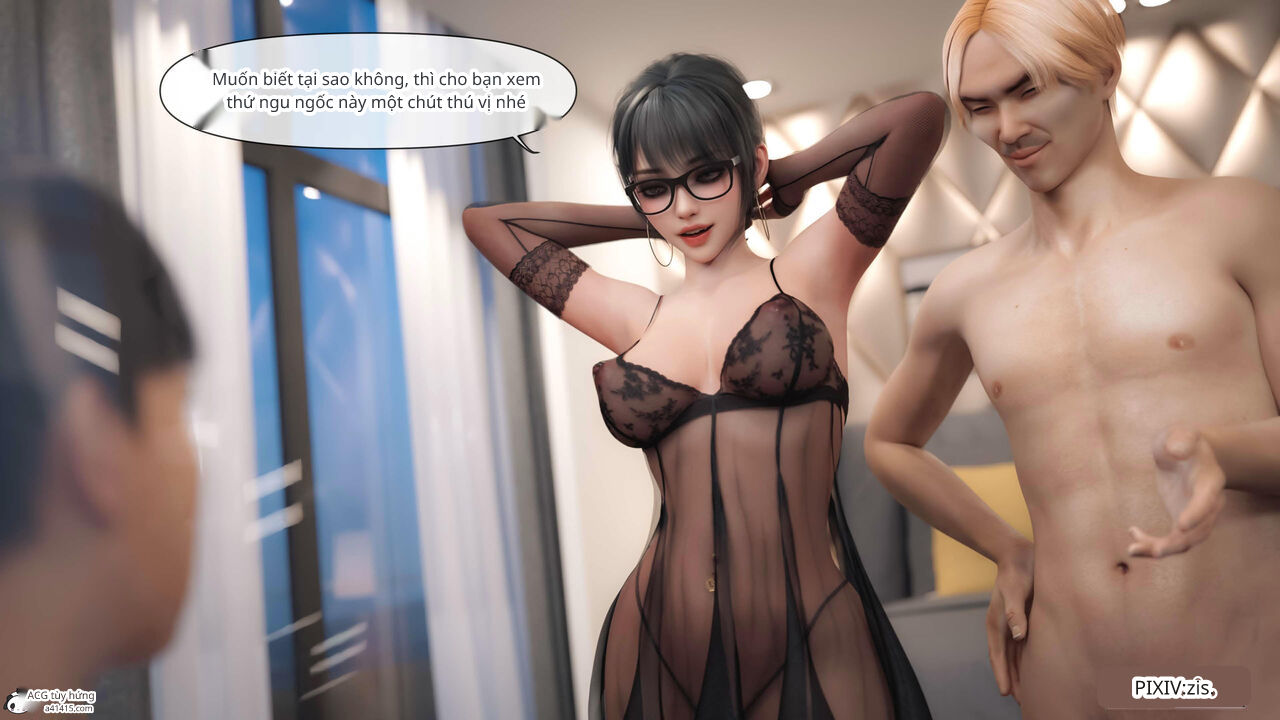 Muốn biết tại sao không, thì cho bạn xem
thứ ngu ngốc này một chút thú vị nhé
ACG tùy hứng
a41415.com
PIXIV:zis.